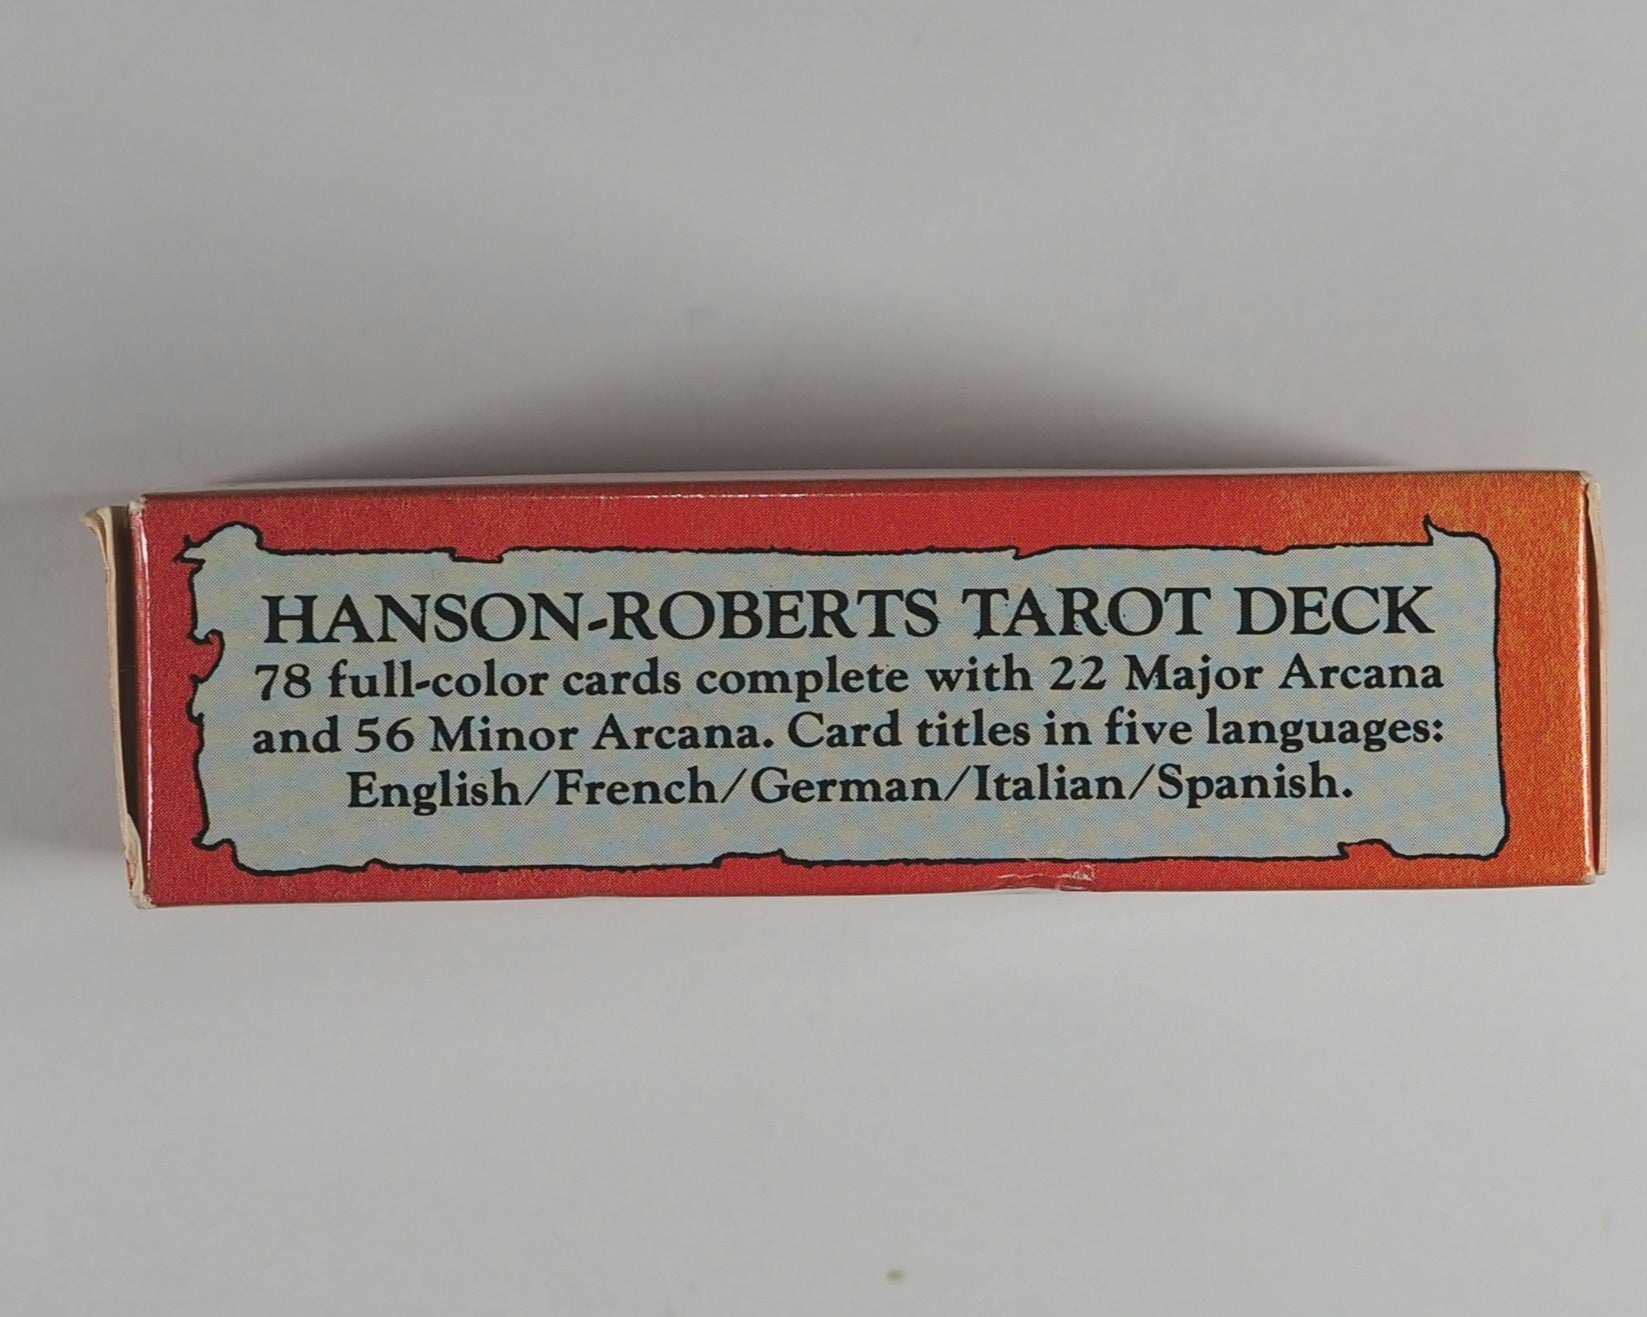 HANSON-ROBERTS TAROT DECK
78 full-color cards complete with 22 Major Arcana
and 56 Minor Arcana. Card titles in five languages:
English/French/German/Italian/Spanish.